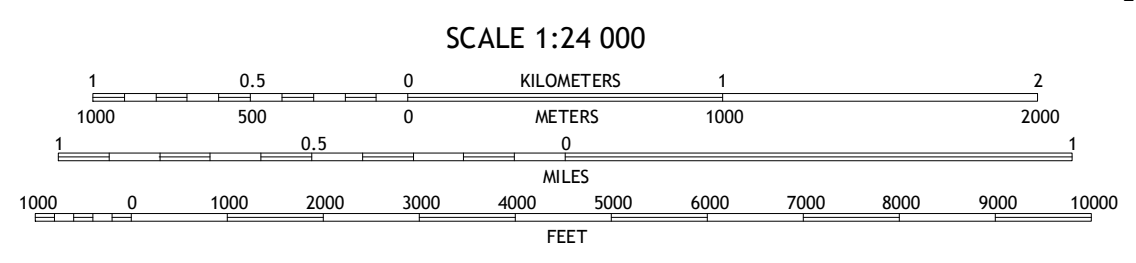 SCALE 1:24 000
1 0.5 0 KILOMETERS 1 2
1000 500 0 METERS 1000 2000
1 0.5 0 1
MILES
1000 0 1000 2000 3000 4000 5000 6000 7000 8000 9000 10000
FEET